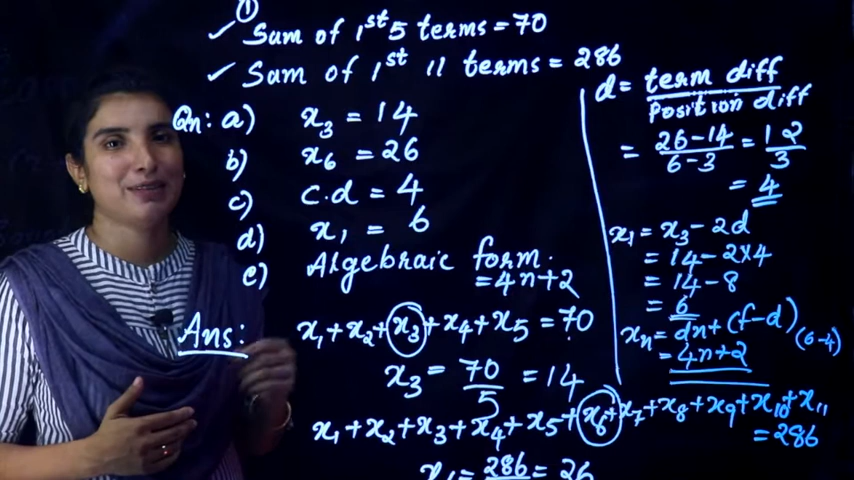 ①
✓ Sum of 1st 5 terms = 70
✓ Sum of 1st 11 terms = 286
Qn: a) x₃ = 14
b) x₆ = 26
c) c.d = 4
d) x₁ = 6
e) Algebraic form.
= 4n+2
Ans: x₁+x₂+x₃+x₄+x₅ = 70
x₃ = 70/5 = 14
x₁+x₂+x₃+x₄+x₅+x₆+x₇+x₈+x₉+x₁₀+x₁₁
= 286
= 286 = 26
d = term diff / Position diff
= 26-14 / 6-3 = 12/3
= 4
x₁ = x₃ - 2d
= 14 - 2×4
= 14 - 8
= 6
xₙ = dn + (f-d) (6-4)
= 4n+2